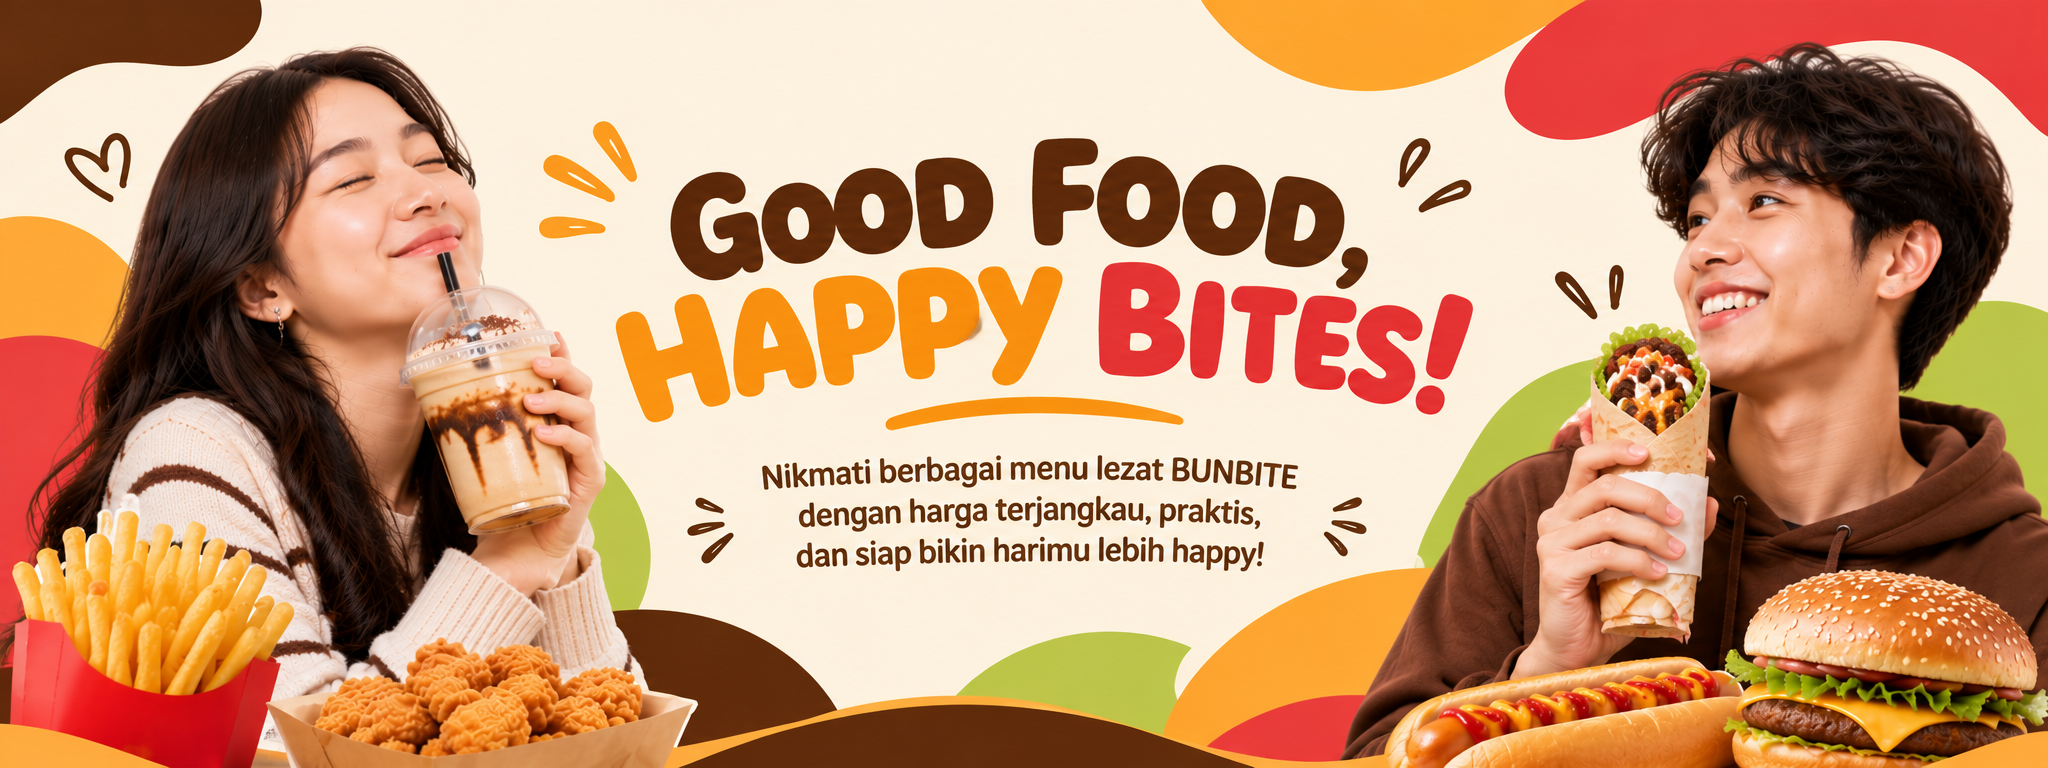 GOOD FOOD,
HAPPY BITES!
Nikmati berbagai menu lezat BUNBITE
dengan harga terjangkau, praktis,
dan siap bikin harimu lebih happy!